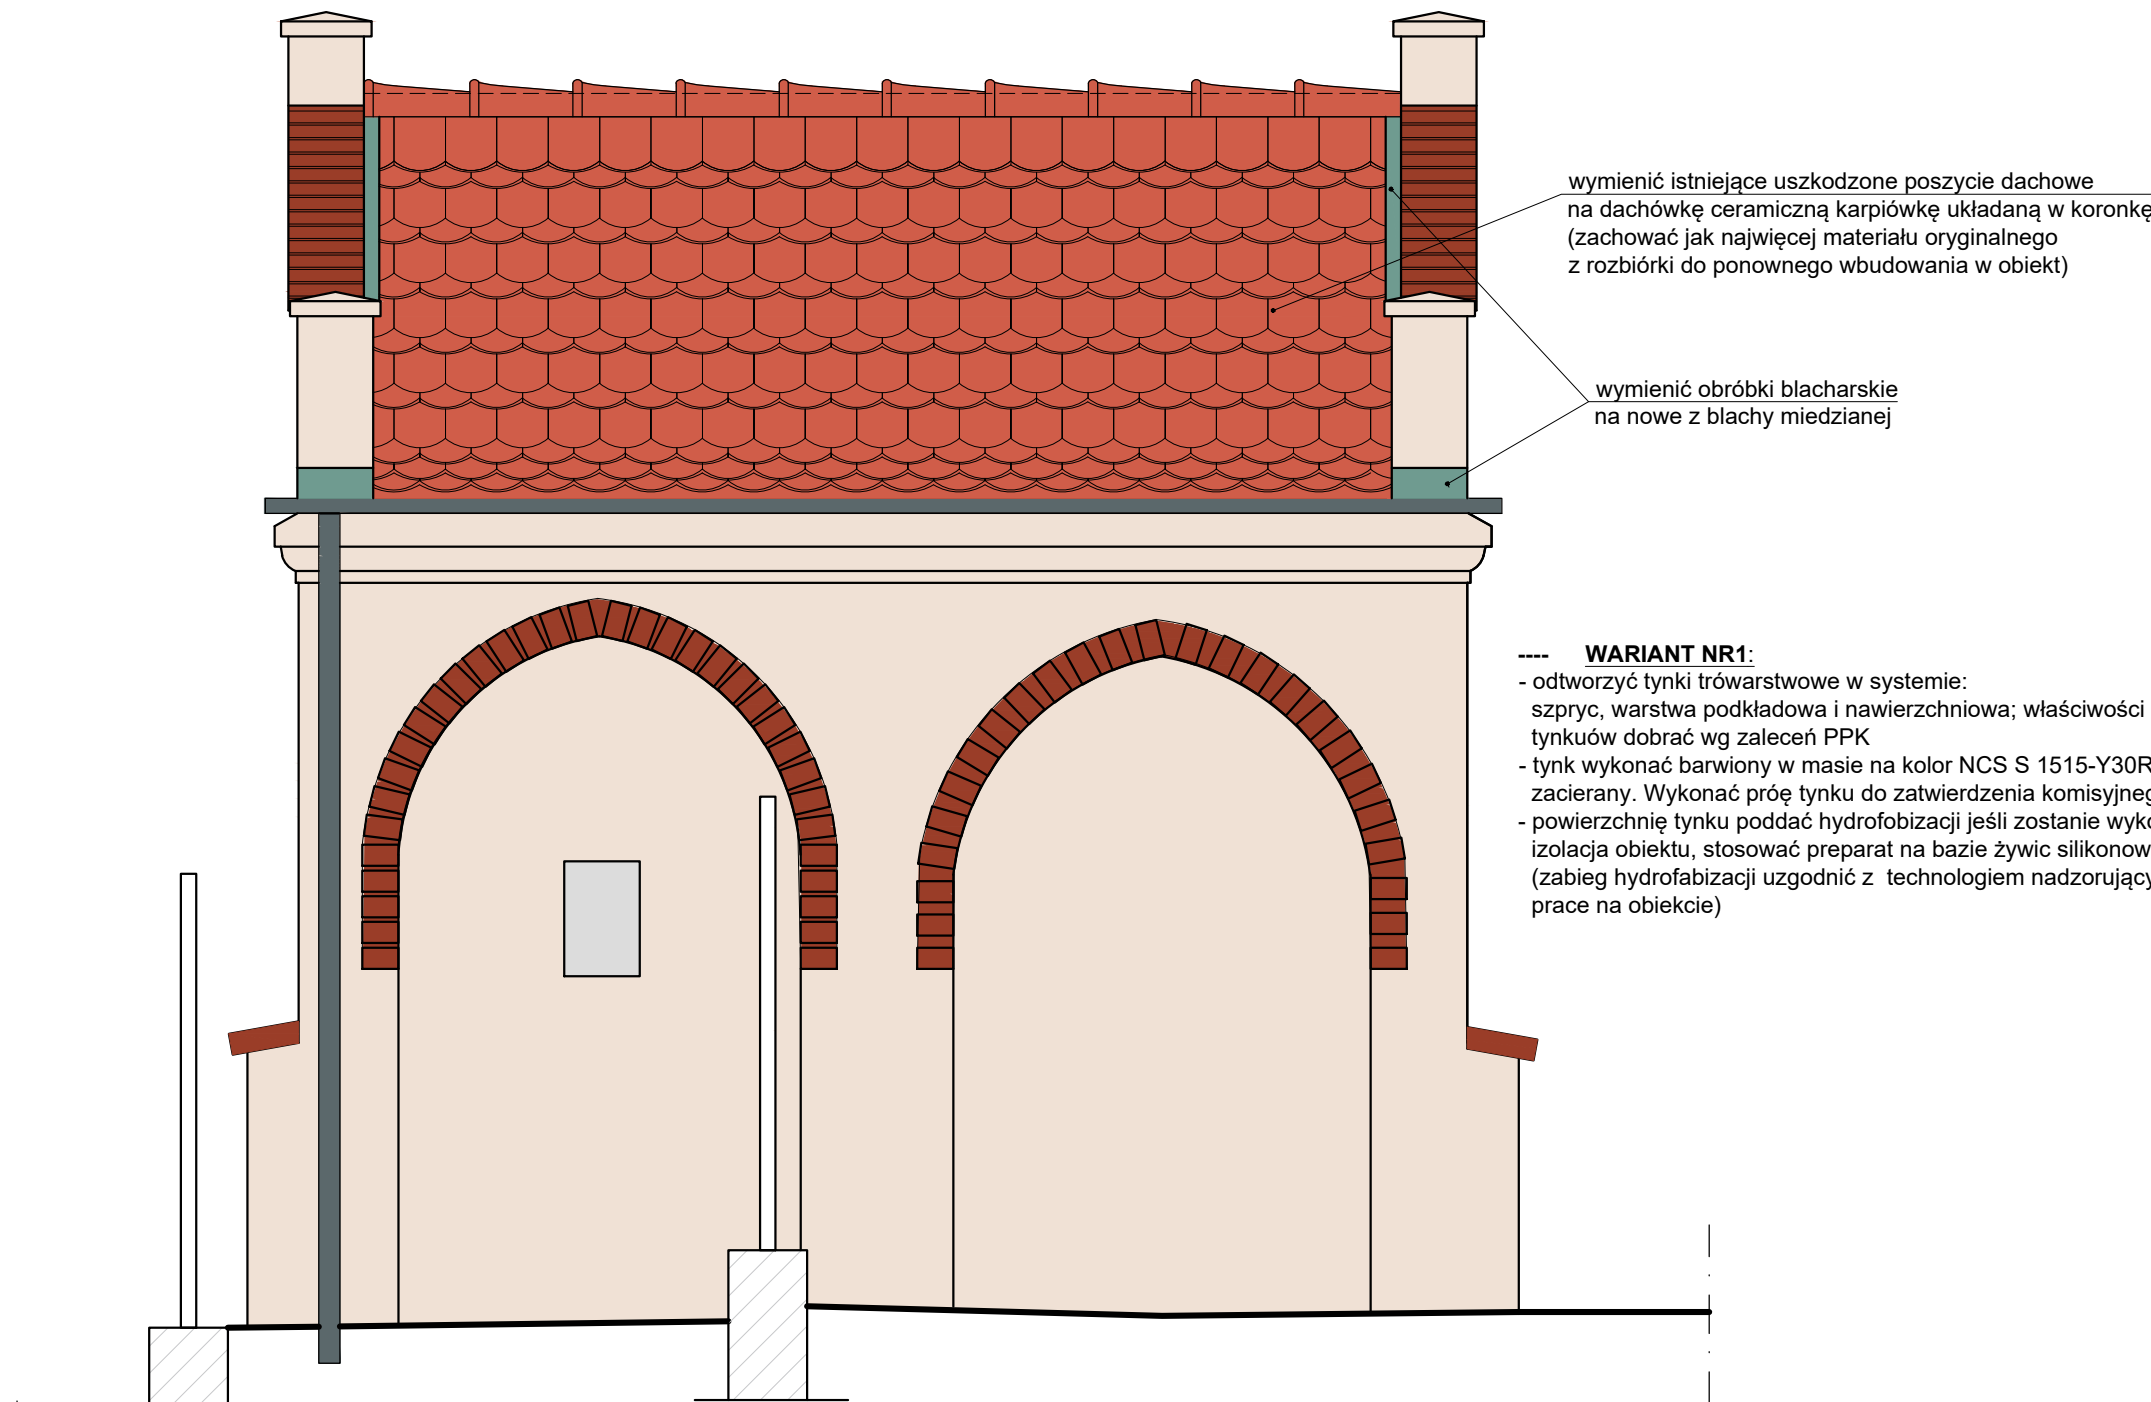 wymienić istniejące uszkodzone poszycie dachowe
na dachówkę ceramiczną karpiówkę układaną w koronkę
(zachować jak najwięcej materiału oryginalnego
z rozbiórki do ponownego wbudowania w obiekt)
wymienić obróbki blacharskie
na nowe z blachy miedzianej
---- WARIANT NR1:
- odtworzyć tynki trówarstwowe w systemie:
szpryc, warstwa podkładowa i nawierzchniowa; właściwości
tynkuów dobrać wg zaleceń PPK
- tynk wykonać barwiony w masie na kolor NCS S 1515-Y30R
zacierany. Wykonać próę tynku do zatwierdzenia
- powierzchnię tynku poddać hydrofobizacji jeśli zostanie
izolacja obiektu, stosować preparat na bazie żywic
(zabieg hydrofabizacji uzgodnić z technologiem
prace na obiekcie)